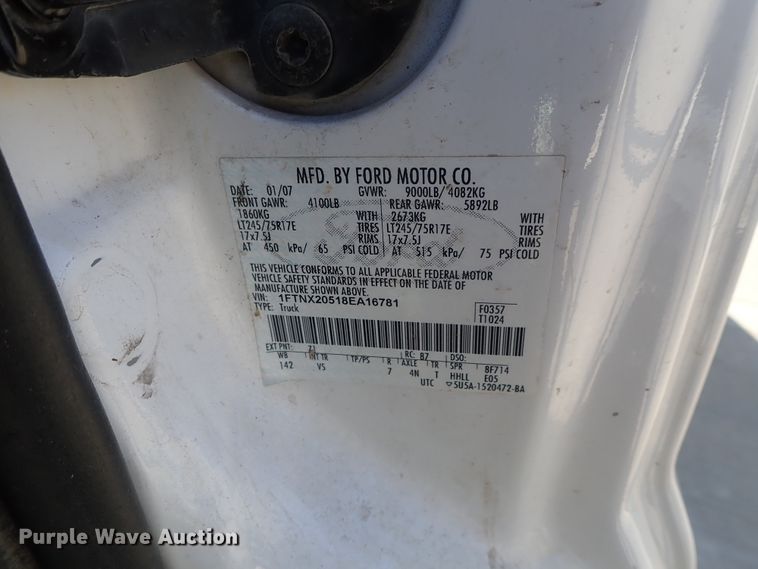 MFD. BY FORD MOTOR CO.
DATE: 01/07 GVWR: 9000LB/ 4082KG
FRONT GAWR: 4100LB REAR GAWR: 5892LB
1860KG WITH 2673KG WITH
LT245/75R17E TIRES LT245/75R17E TIRES
17x7.5J RIMS 17x7.5J RIMS
AT 450 kPa/ 65 PSI COLD AT 515 kPa/ 75 PSI COLD
THIS VEHICLE CONFORMS TO ALL APPLICABLE FEDERAL MOTOR
VEHICLE SAFETY STANDARDS IN EFFECT ON THE DATE OF
MANUFACTURE SHOWN ABOVE.
VIN: 1FTNX20518EA16781
TYPE: Truck
F0357
T1024
EXT PNT: Z1 RC: B7 DSO:
WB INT TR TP/PS R AXLE TR SPR 8F714
142 VS 7 4N T HHLL E05
UTC ▽5U5A-1520472-BA
Purple Wave Auction